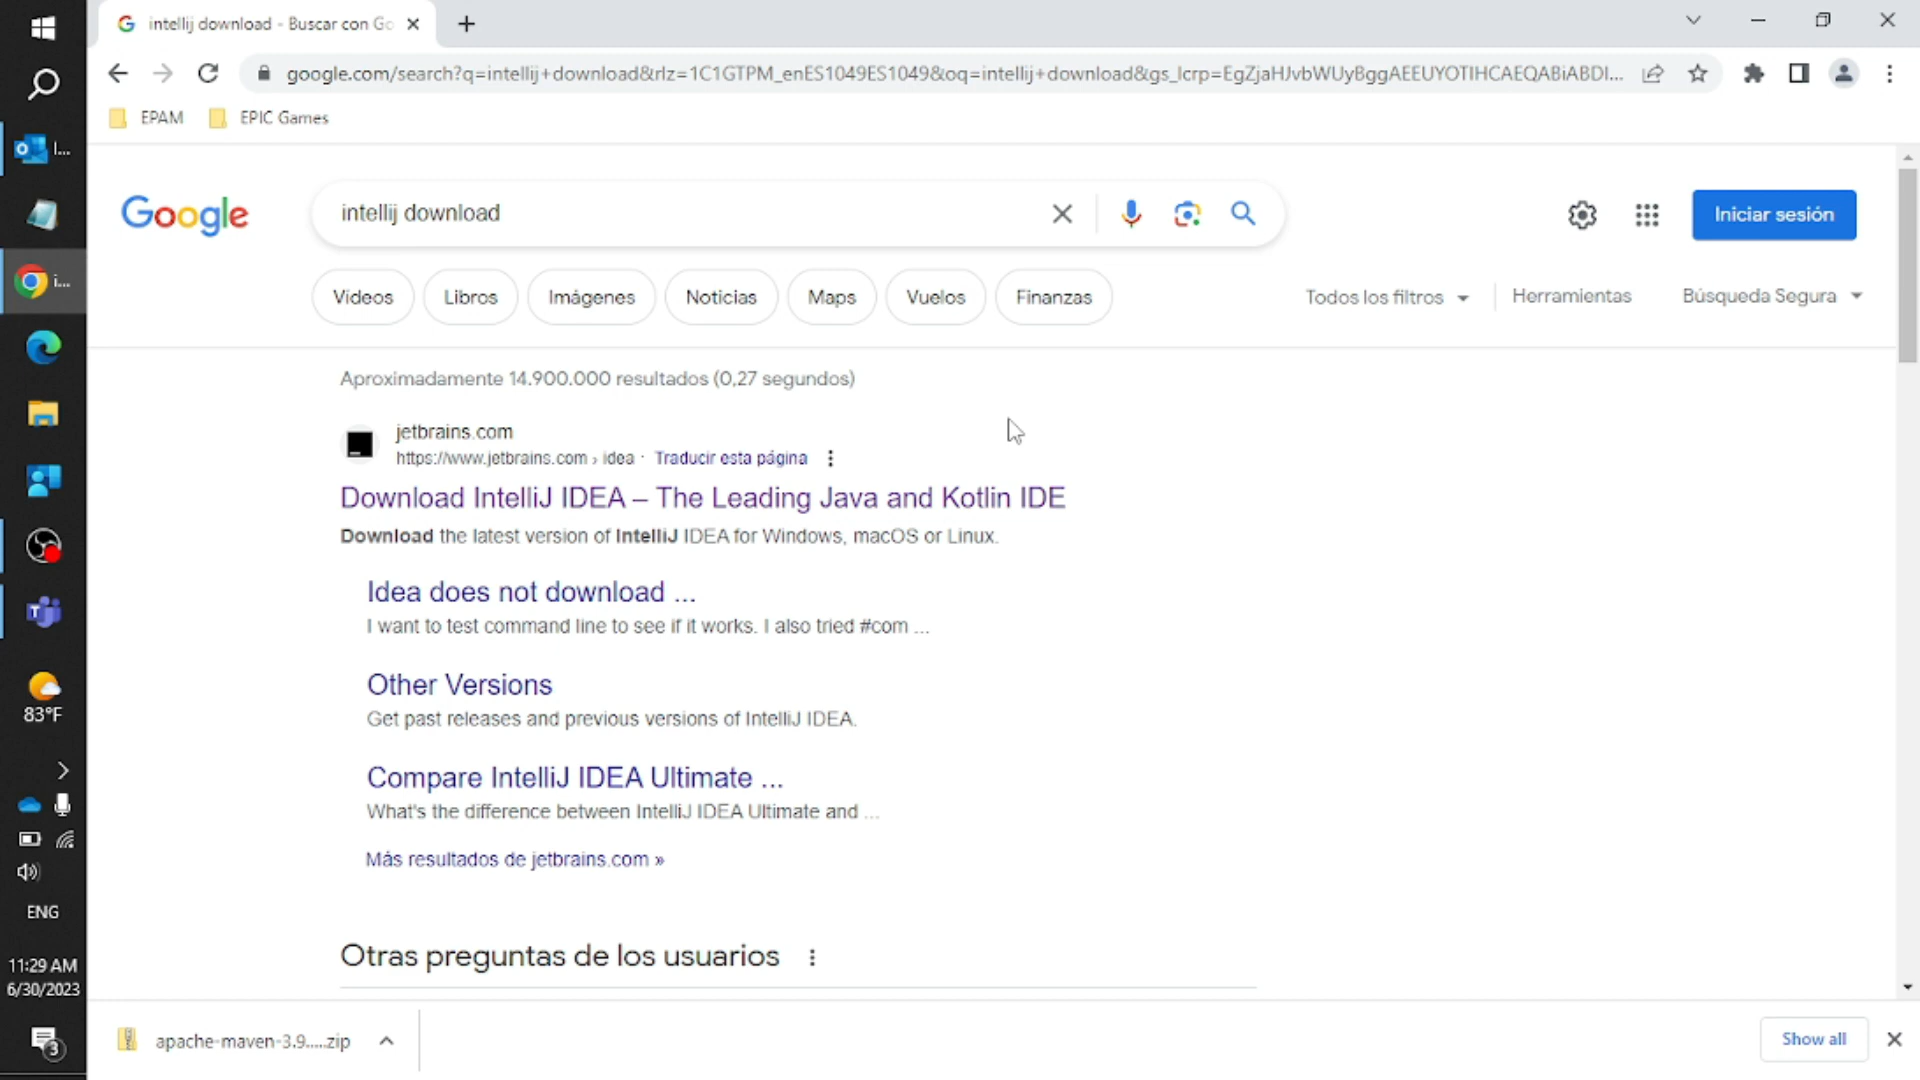 intellij download - Buscar con Go
google.com/search?q=intellij+download&rlz=1C1GTPM_enES1049ES1049&oq=intellij+download&gs_lcrp=EgZjaHJvbWUyBggAEEUYOTIHCAEQABiABDI...
EPAM
EPIC Games
Google
intellij download
Iniciar sesión
Videos
Libros
Imágenes
Noticias
Maps
Vuelos
Finanzas
Todos los filtros
Herramientas
Búsqueda Segura
Aproximadamente 14.900.000 resultados (0,27 segundos)
jetbrains.com
https://www.jetbrains.com › idea · Traducir esta página
Download IntelliJ IDEA – The Leading Java and Kotlin IDE
Download the latest version of IntelliJ IDEA for Windows, macOS or Linux.
Idea does not download ...
I want to test command line to see if it works. I also tried #com ...
Other Versions
Get past releases and previous versions of IntelliJ IDEA.
Compare IntelliJ IDEA Ultimate ...
What's the difference between IntelliJ IDEA Ultimate and ...
Más resultados de jetbrains.com »
Otras preguntas de los usuarios
apache-maven-3.9.....zip
Show all
I...
i...
83°F
ENG
11:29 AM
6/30/2023
3